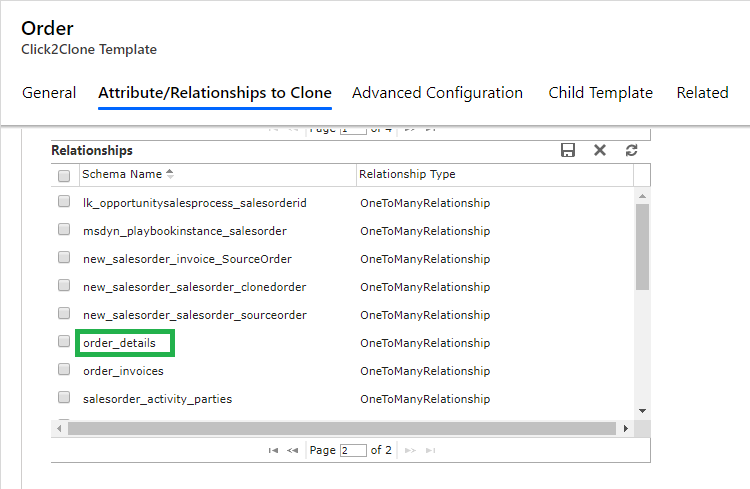 Order
Click2Clone Template
General Attribute/Relationships to Clone Advanced Configuration Child Template Related
Page 1 of 4
Relationships
Schema Name Relationship Type
lk_opportunitysalesprocess_salesorderid OneToManyRelationship
msdyn_playbookinstance_salesorder OneToManyRelationship
new_salesorder_invoice_SourceOrder OneToManyRelationship
new_salesorder_salesorder_clonedorder OneToManyRelationship
new_salesorder_salesorder_sourceorder OneToManyRelationship
order_details OneToManyRelationship
order_invoices OneToManyRelationship
salesorder_activity_parties OneToManyRelationship
Page 2 of 2